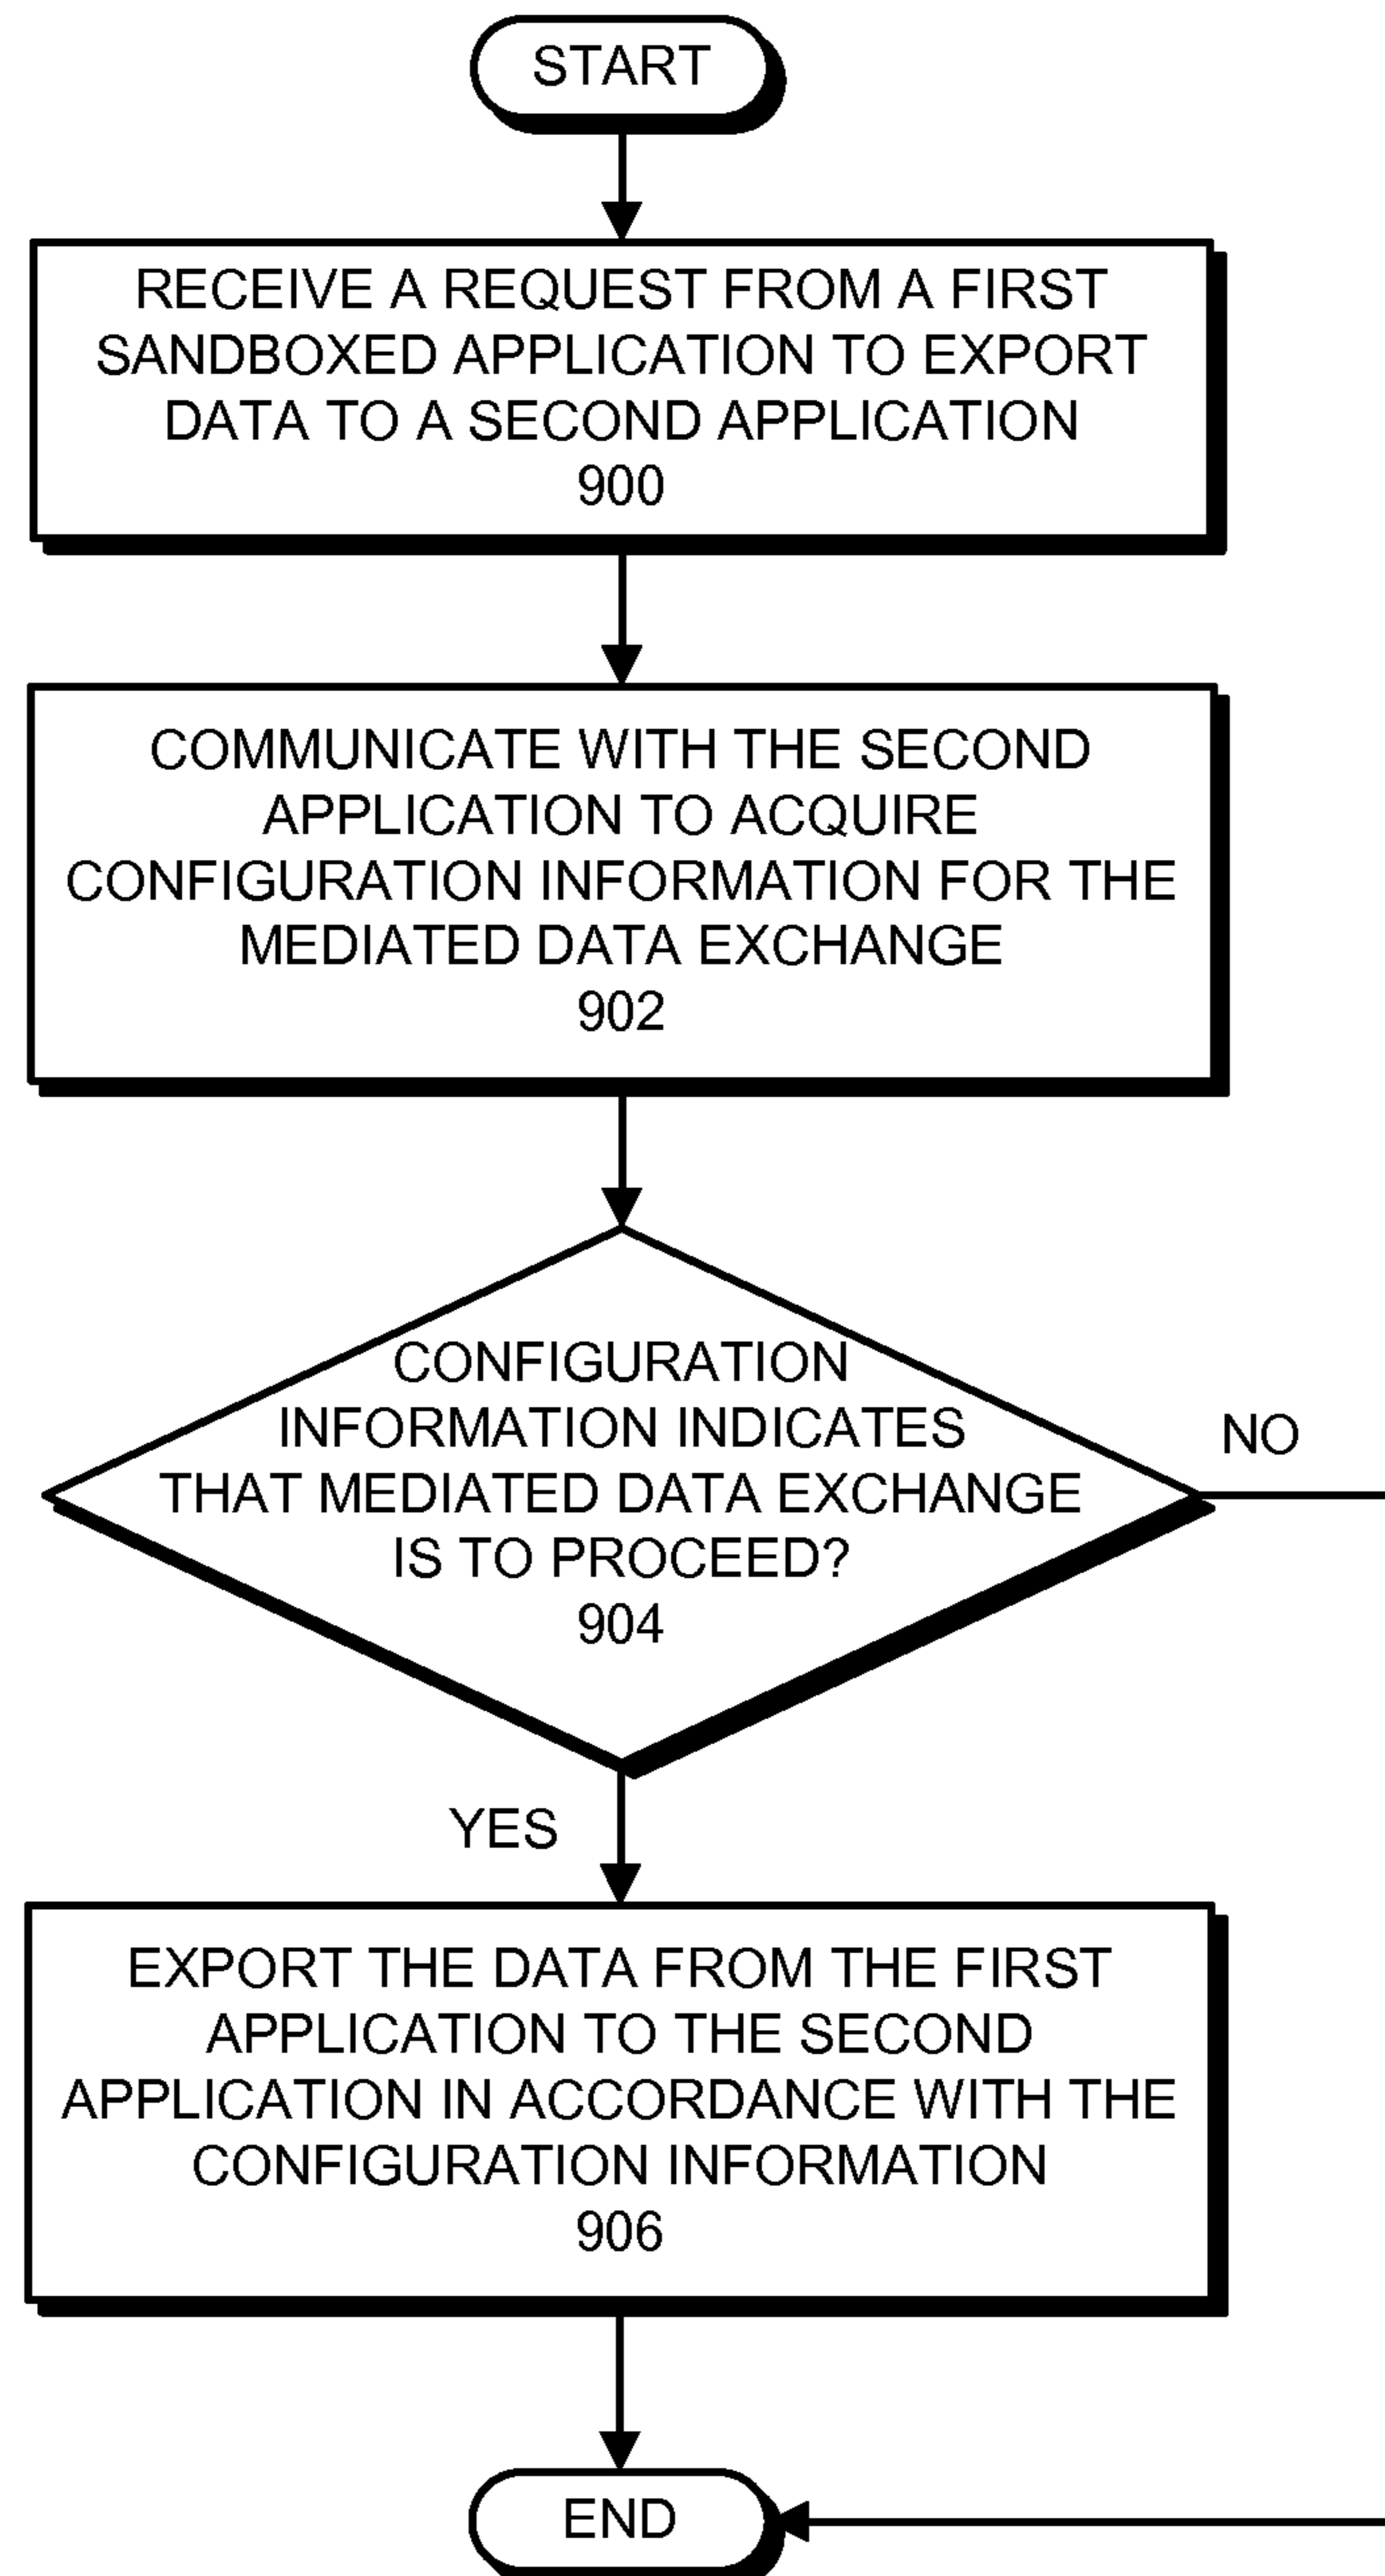 START
RECEIVE A REQUEST FROM A FIRST
SANDBOXED APPLICATION TO EXPORT
DATA TO A SECOND APPLICATION
900
COMMUNICATE WITH THE SECOND
APPLICATION TO ACQUIRE
CONFIGURATION INFORMATION FOR THE
MEDIATED DATA EXCHANGE
902
CONFIGURATION
INFORMATION INDICATES
THAT MEDIATED DATA EXCHANGE
IS TO PROCEED?
904
NO
YES
EXPORT THE DATA FROM THE FIRST
APPLICATION TO THE SECOND
APPLICATION IN ACCORDANCE WITH THE
CONFIGURATION INFORMATION
906
END